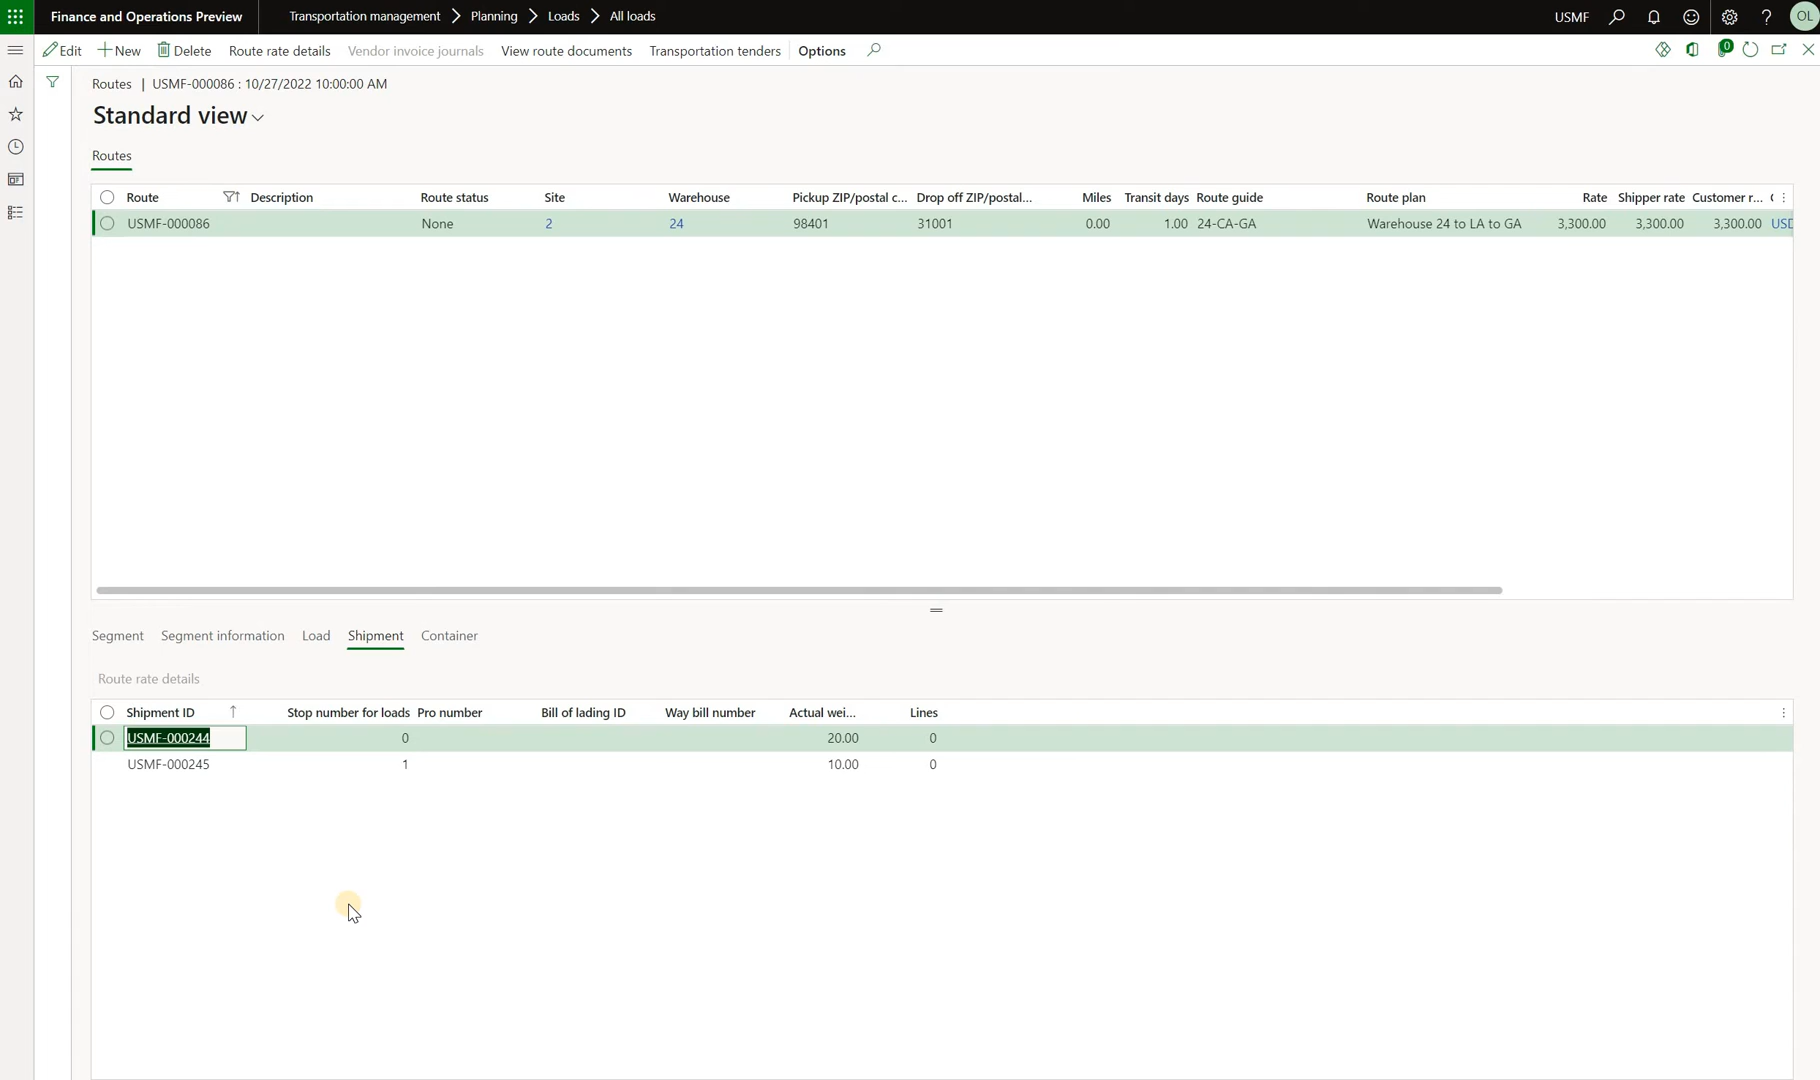 Finance and Operations Preview Transportation management Planning Loads All loads USMF ? OL
Edit New Delete Route rate details Vendor invoice journals View route documents Transportation tenders Options 0
Routes | USMF-000086 : 10/27/2022 10:00:00 AM
Standard view
Routes
Route Description Route status Site Warehouse Pickup ZIP/postal c... Drop off ZIP/postal... Miles Transit days Route guide Route plan Rate Shipper rate Customer r...
USMF-000086 None 2 24 98401 31001 0.00 1.00 24-CA-GA Warehouse 24 to LA to GA 3,300.00 3,300.00 3,300.00 USD
Segment Segment information Load Shipment Container
Route rate details
Shipment ID Stop number for loads Pro number Bill of lading ID Way bill number Actual wei... Lines
USMF-000244 0 20.00 0
USMF-000245 1 10.00 0